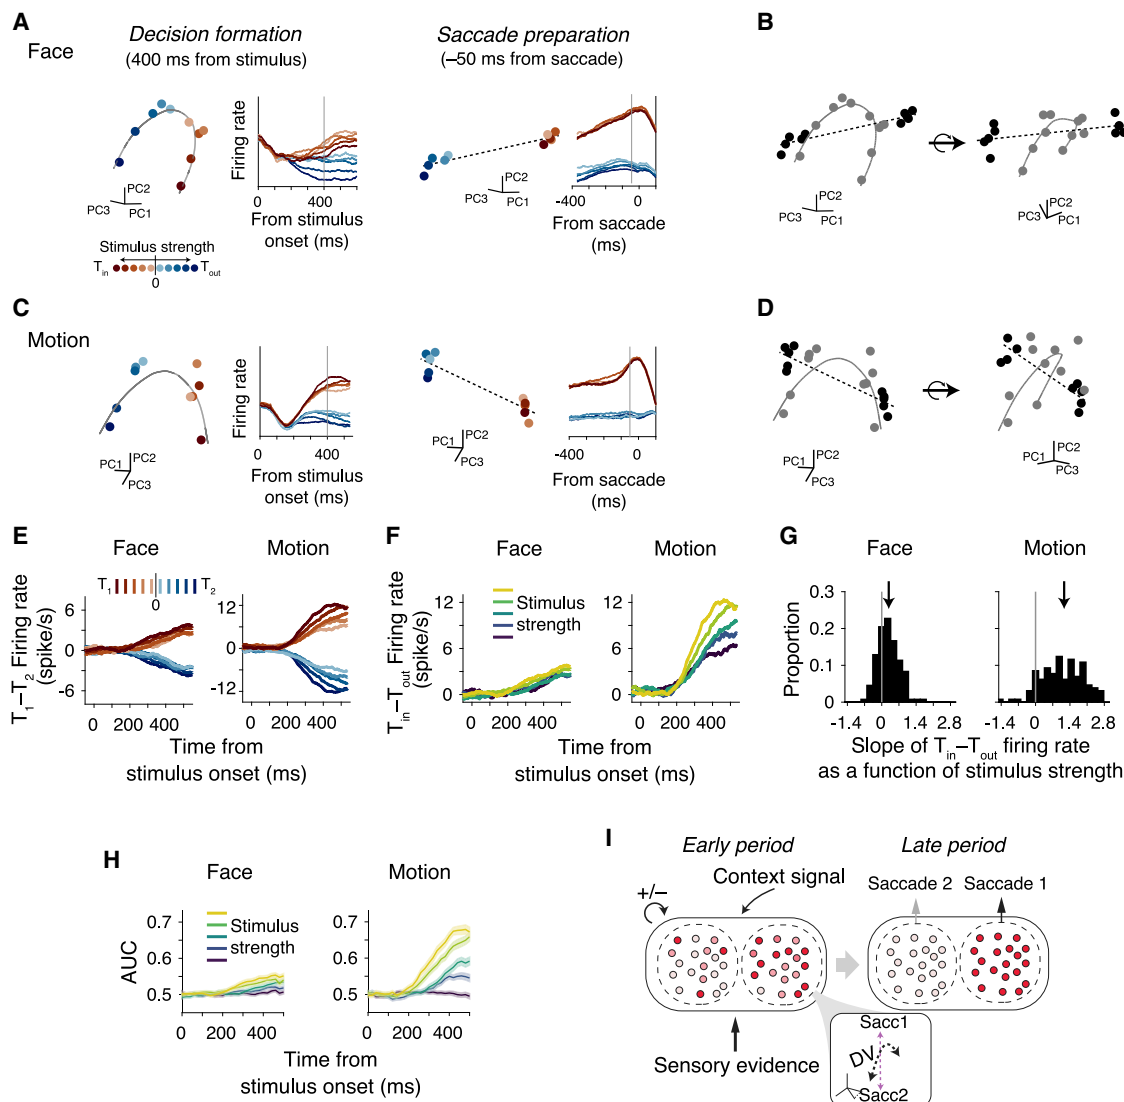 A
Face
Decision formation
(400 ms from stimulus)
Saccade preparation
(–50 ms from saccade)
B
Firing rate
PC2
PC3
PC1
0
400
From stimulus
onset (ms)
PC2
PC3
PC1
-400
0
From saccade
(ms)
PC2
PC3
PC1
PC2
PC3
PC1
Stimulus strength
Tin
Tout
0
C
Motion
D
Firing rate
PC1
PC2
PC3
0
400
From stimulus
onset (ms)
PC2
PC1
PC3
-400
0
From saccade
(ms)
PC2
PC1
PC3
PC2
PC1
PC3
E
Face
Motion
T1
T2
0
T1–T2 Firing rate
(spike/s)
6
0
-6
12
0
-12
0 200 400
0 200 400
Time from
stimulus onset (ms)
F
Face
Motion
Stimulus
strength
Tin–Tout Firing rate
(spike/s)
12
8
4
0
0 200 400
0 200 400
Time from
stimulus onset (ms)
G
Face
Motion
Proportion
0.3
0.2
0.1
0
-1.4 0 1.4 2.8
-1.4 0 1.4 2.8
Slope of Tin–Tout firing rate
as a function of stimulus strength
H
Face
Motion
Stimulus
strength
AUC
0.7
0.6
0.5
0.7
0.6
0.5
0 200 400
0 200 400
Time from
stimulus onset (ms)
I
Early period
Late period
+/–
Context signal
Saccade 2
Saccade 1
Sensory evidence
Sacc1
DV
Sacc2